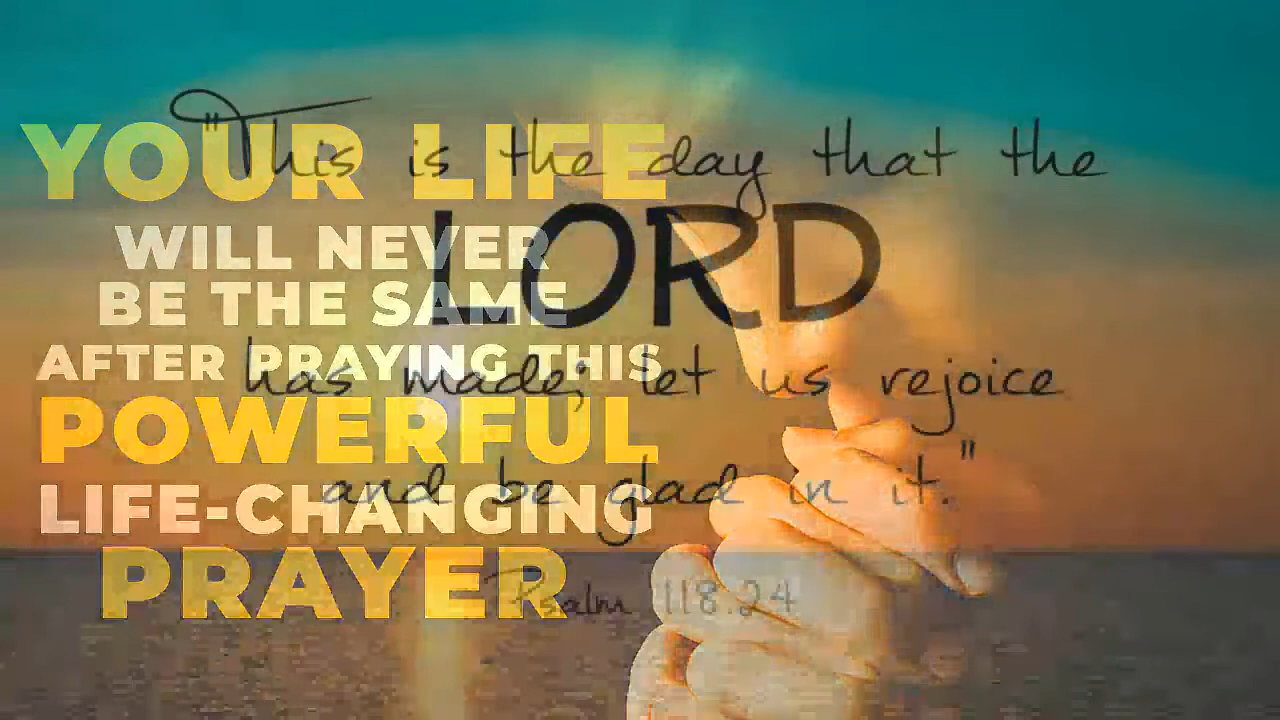 YOUR LIFE
WILL NEVER
BE THE SAME
AFTER PRAYING THIS
POWERFUL
LIFE-CHANGING
PRAYER
"This is the day that the
LORD
has made; let us rejoice
and be glad in it."
Psalm 118:24